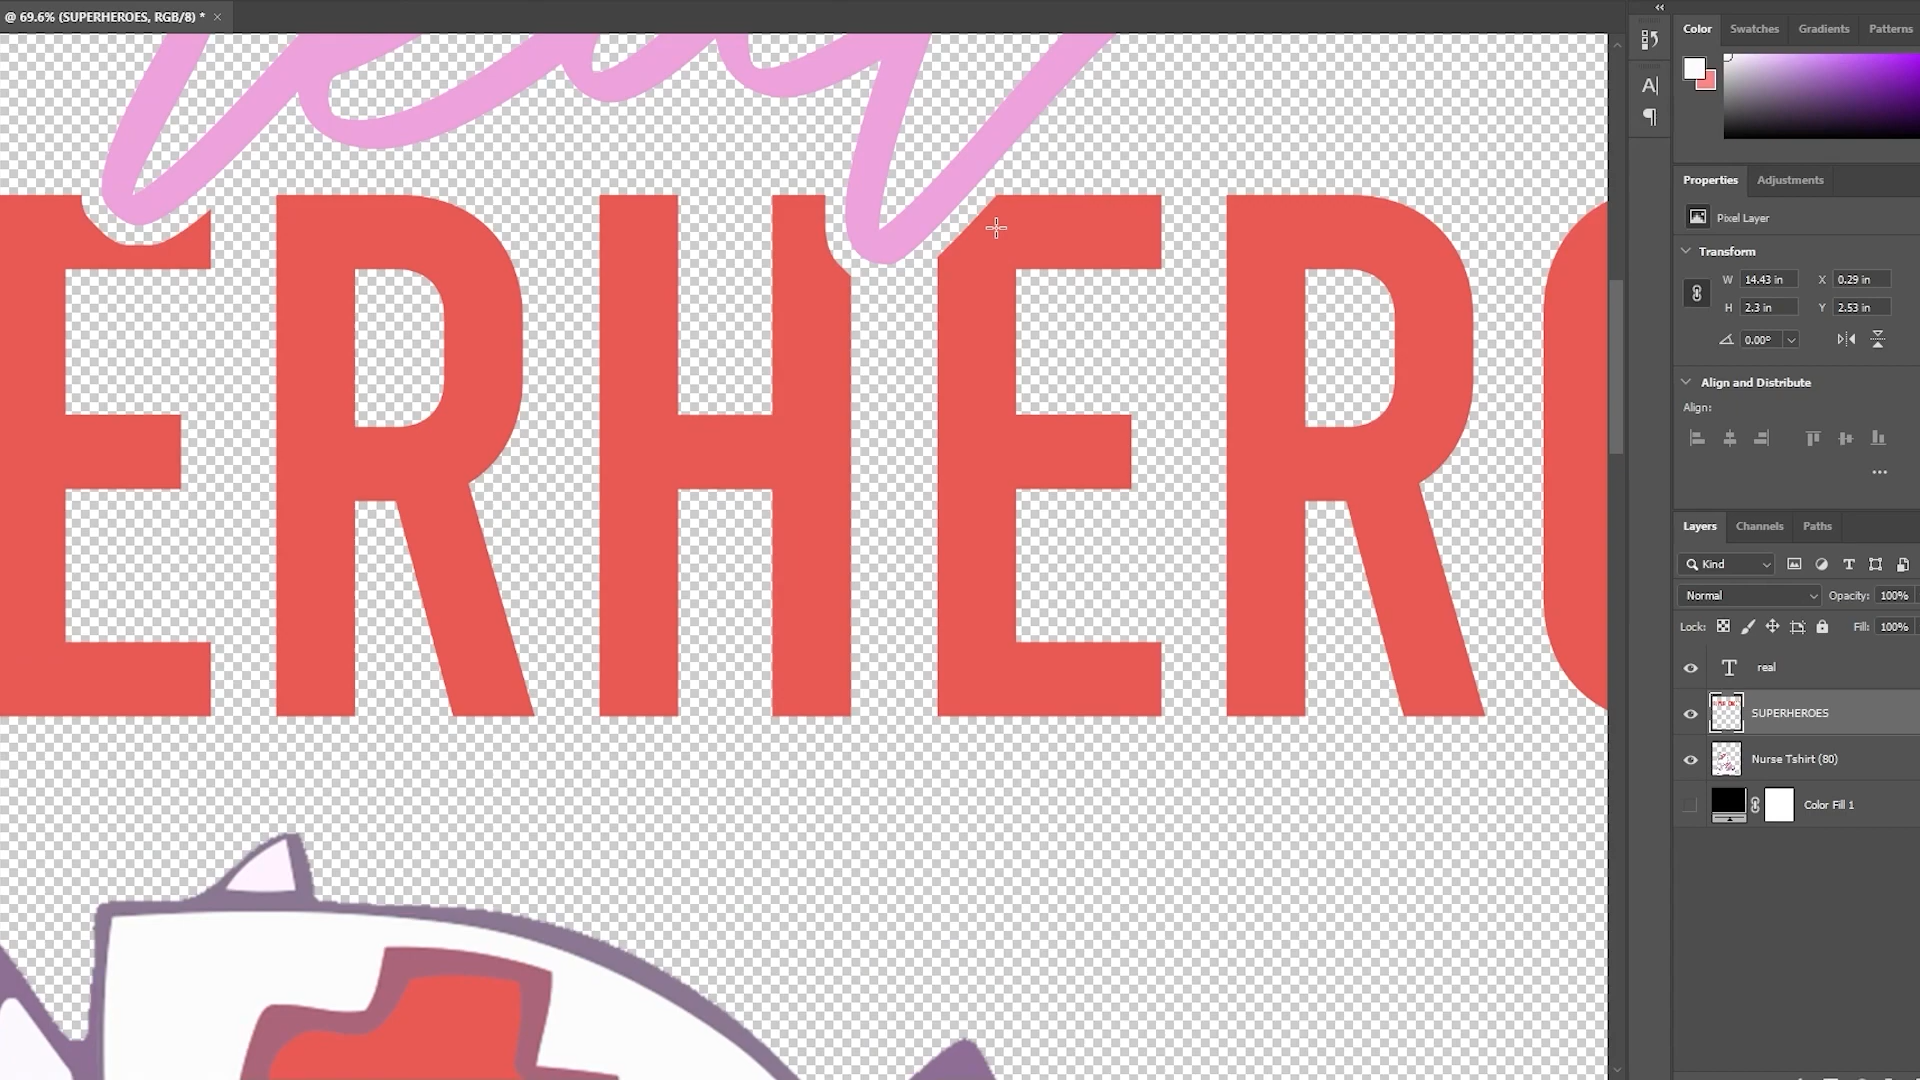 @ 69.6% (SUPERHEROES, RGB/8) *
real
ERHERO
Color Swatches Gradients Patterns
Properties Adjustments
Pixel Layer
Transform
W 14.43 in X 0.29 in
H 2.3 in Y 2.53 in
0.00°
Align and Distribute
Align:
Layers Channels Paths
Kind
Normal Opacity: 100%
Lock: Fill: 100%
real
SUPERHEROES
Nurse Tshirt (80)
Color Fill 1